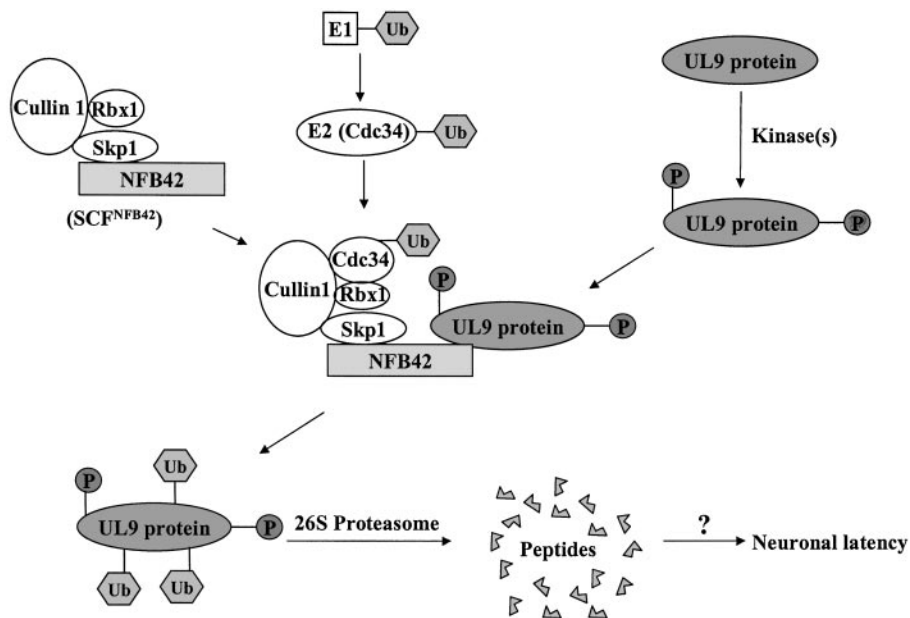 E1 Ub
UL9 protein
Cullin 1 Rbx1
Skp1
NFB42
(SCF^NFB42)
E2 (Cdc34) Ub
Kinase(s)
P
UL9 protein P
Ub
Cdc34
Cullin1 Rbx1
Skp1
NFB42
P
UL9 protein P
Ub
P
UL9 protein P
Ub Ub
26S Proteasome
Peptides
?
Neuronal latency